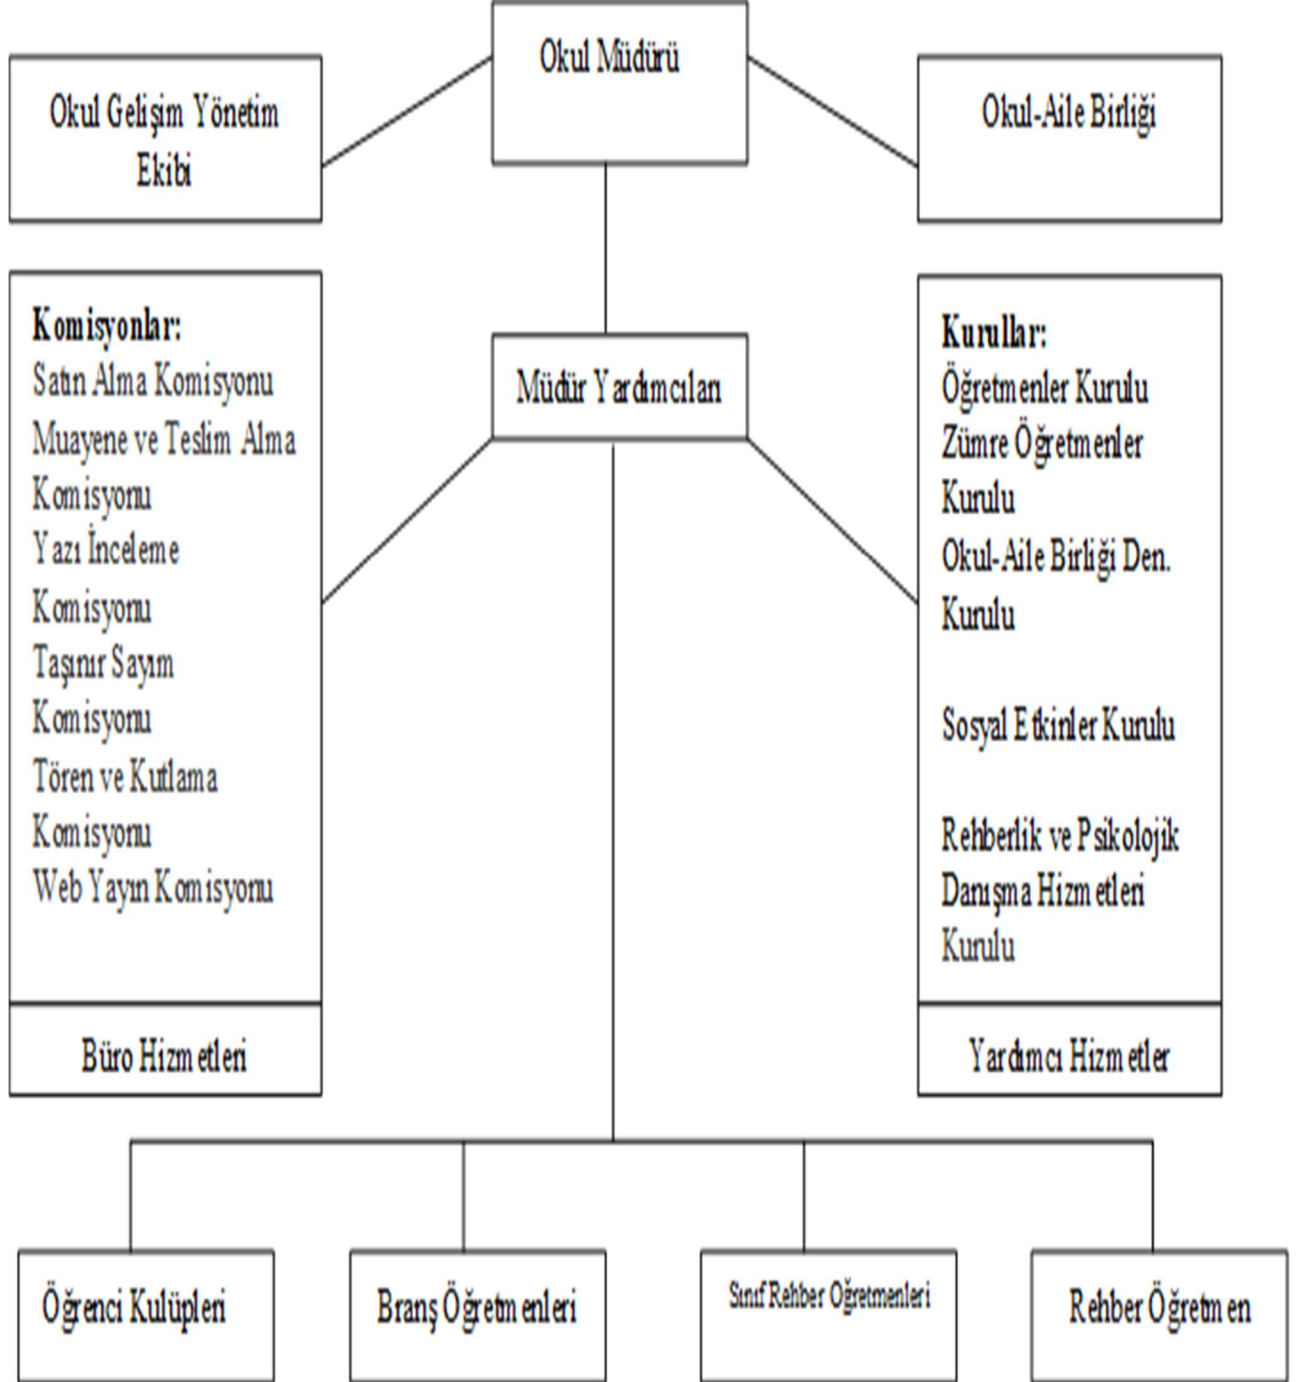 Okul Müdürü
Okul Gelişim Yönetim
Ekibi
Okul-Aile Birliği
Komisyonlar:
Satın Alma Komisyonu
Muayene ve Teslim Alma
Komisyonu
Yazı İnceleme
Komisyonu
Taşınır Sayım
Komisyonu
Tören ve Kutlama
Komisyonu
Web Yayın Komisyonu
Büro Hizmetleri
Müdür Yardımcıları
Kurullar:
Öğretmenler Kurulu
Zümre Öğretmenler
Kurulu
Okul-Aile Birliği Den.
Kurulu
Sosyal Etkinler Kurulu
Rehberlik ve Psikolojik
Danışma Hizmetleri
Kurulu
Yardımcı Hizmetler
Öğrenci Kulüpleri
Branş Öğretmenleri
Sınıf Rehber Öğretmenleri
Rehber Öğretmen